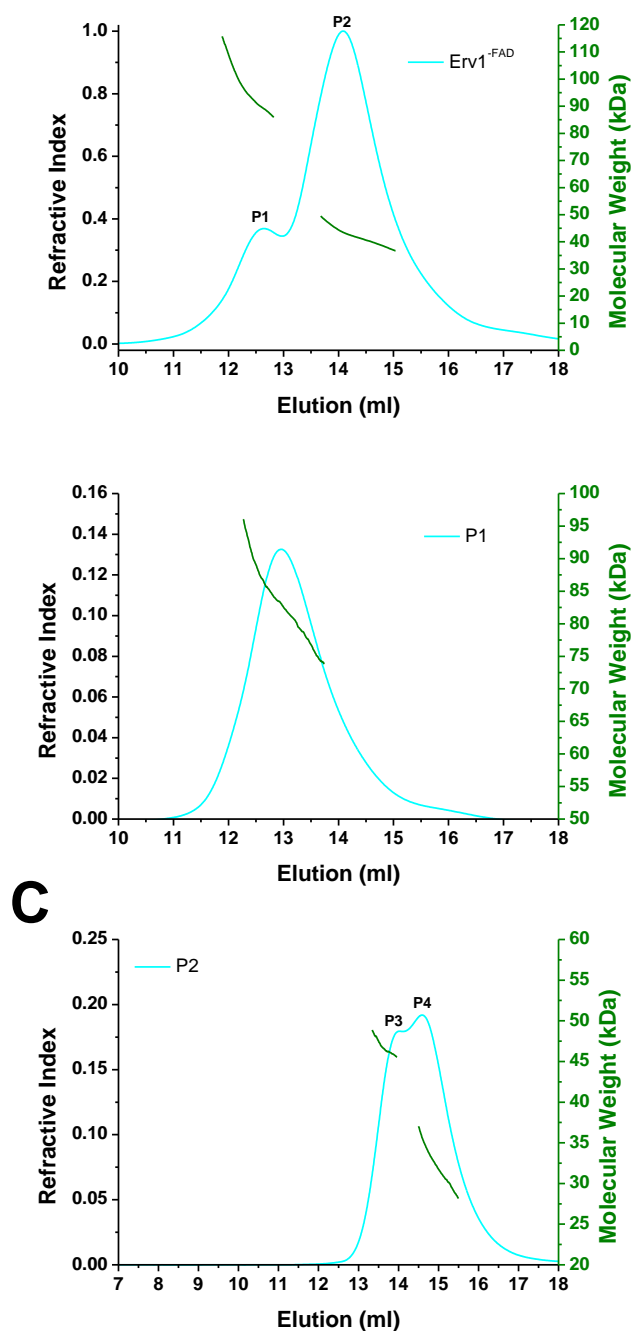 P2
1.0
0.8
0.6
0.4
0.2
0.0
Refractive Index
P1
Erv1-FAD
120
110
100
90
80
70
60
50
40
30
20
10
0
Molecular Weight (kDa)
10 11 12 13 14 15 16 17 18
Elution (ml)
0.16
0.14
0.12
0.10
0.08
0.06
0.04
0.02
0.00
Refractive Index
P1
100
95
90
85
80
75
70
65
60
55
50
Molecular Weight (kDa)
10 11 12 13 14 15 16 17 18
Elution (ml)
C
0.25
0.20
0.15
0.10
0.05
0.00
Refractive Index
P2
P3 P4
60
55
50
45
40
35
30
25
20
Molecular Weight (kDa)
7 8 9 10 11 12 13 14 15 16 17 18
Elution (ml)